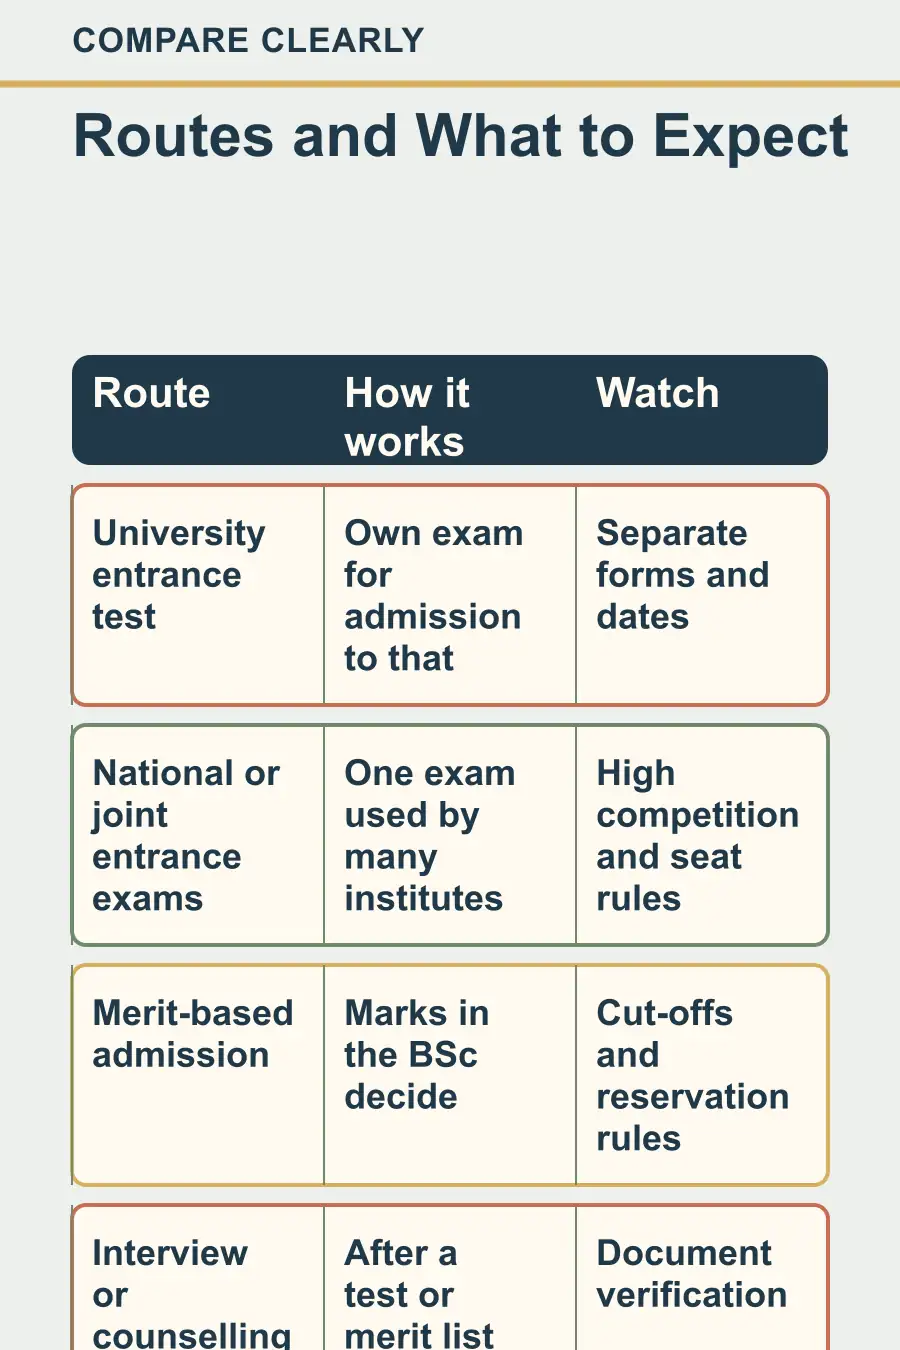 COMPARE CLEARLY
Routes and What to Expect
Route
How it
works
Watch
University
entrance
test
Own exam
for
admission
to that
Separate
forms and
dates
National or
joint
entrance
exams
One exam
used by
many
institutes
High
competition
and seat
rules
Merit-based
admission
Marks in
the BSc
decide
Cut-offs
and
reservation
rules
Interview
or
counselling
After a
test or
merit list
Document
verification